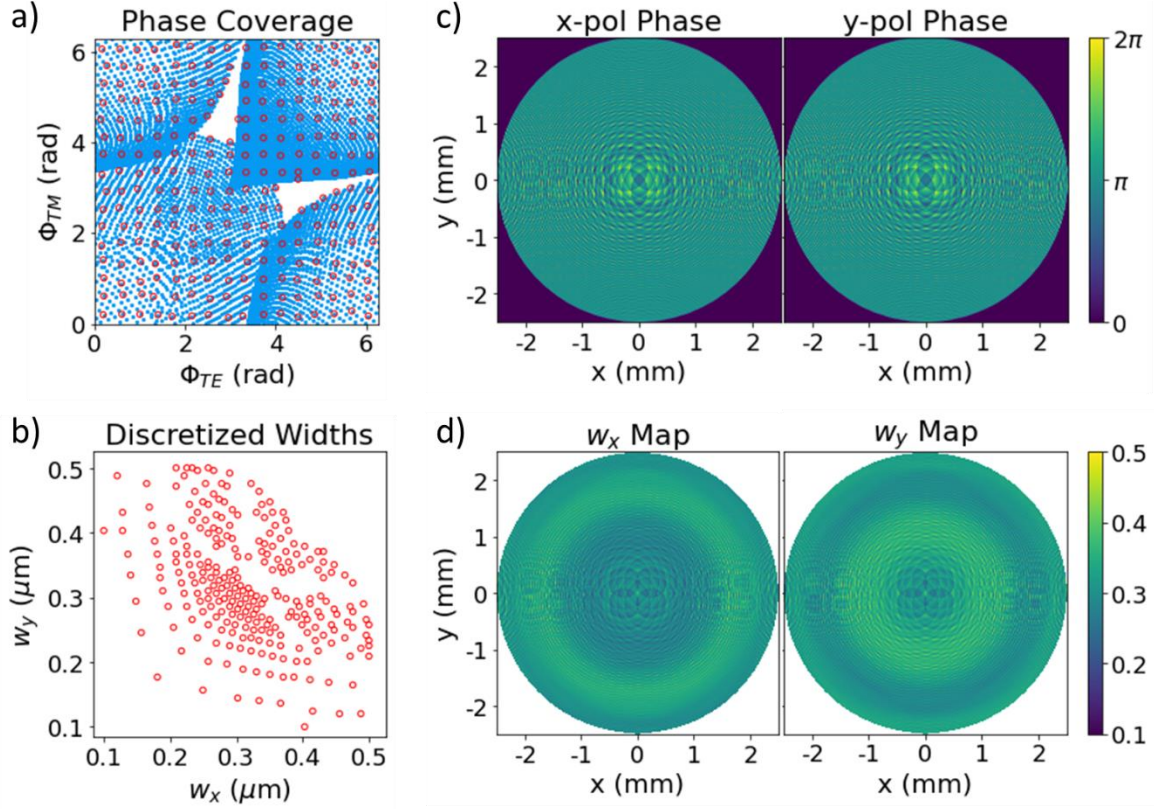 a)
Phase Coverage
6
4
2
0
0 2 4 6
Φ_TM (rad)
Φ_TE (rad)
c)
x-pol Phase
y-pol Phase
2
1
0
-1
-2
y (mm)
-2 -1 0 1 2
-2 -1 0 1 2
x (mm)
x (mm)
2π
π
0
b)
Discretized Widths
0.5
0.4
0.3
0.2
0.1
w_y (μm)
0.1 0.2 0.3 0.4 0.5
w_x (μm)
d)
w_x Map
w_y Map
2
1
0
-1
-2
y (mm)
-2 -1 0 1 2
-2 -1 0 1 2
x (mm)
x (mm)
0.5
0.4
0.3
0.2
0.1